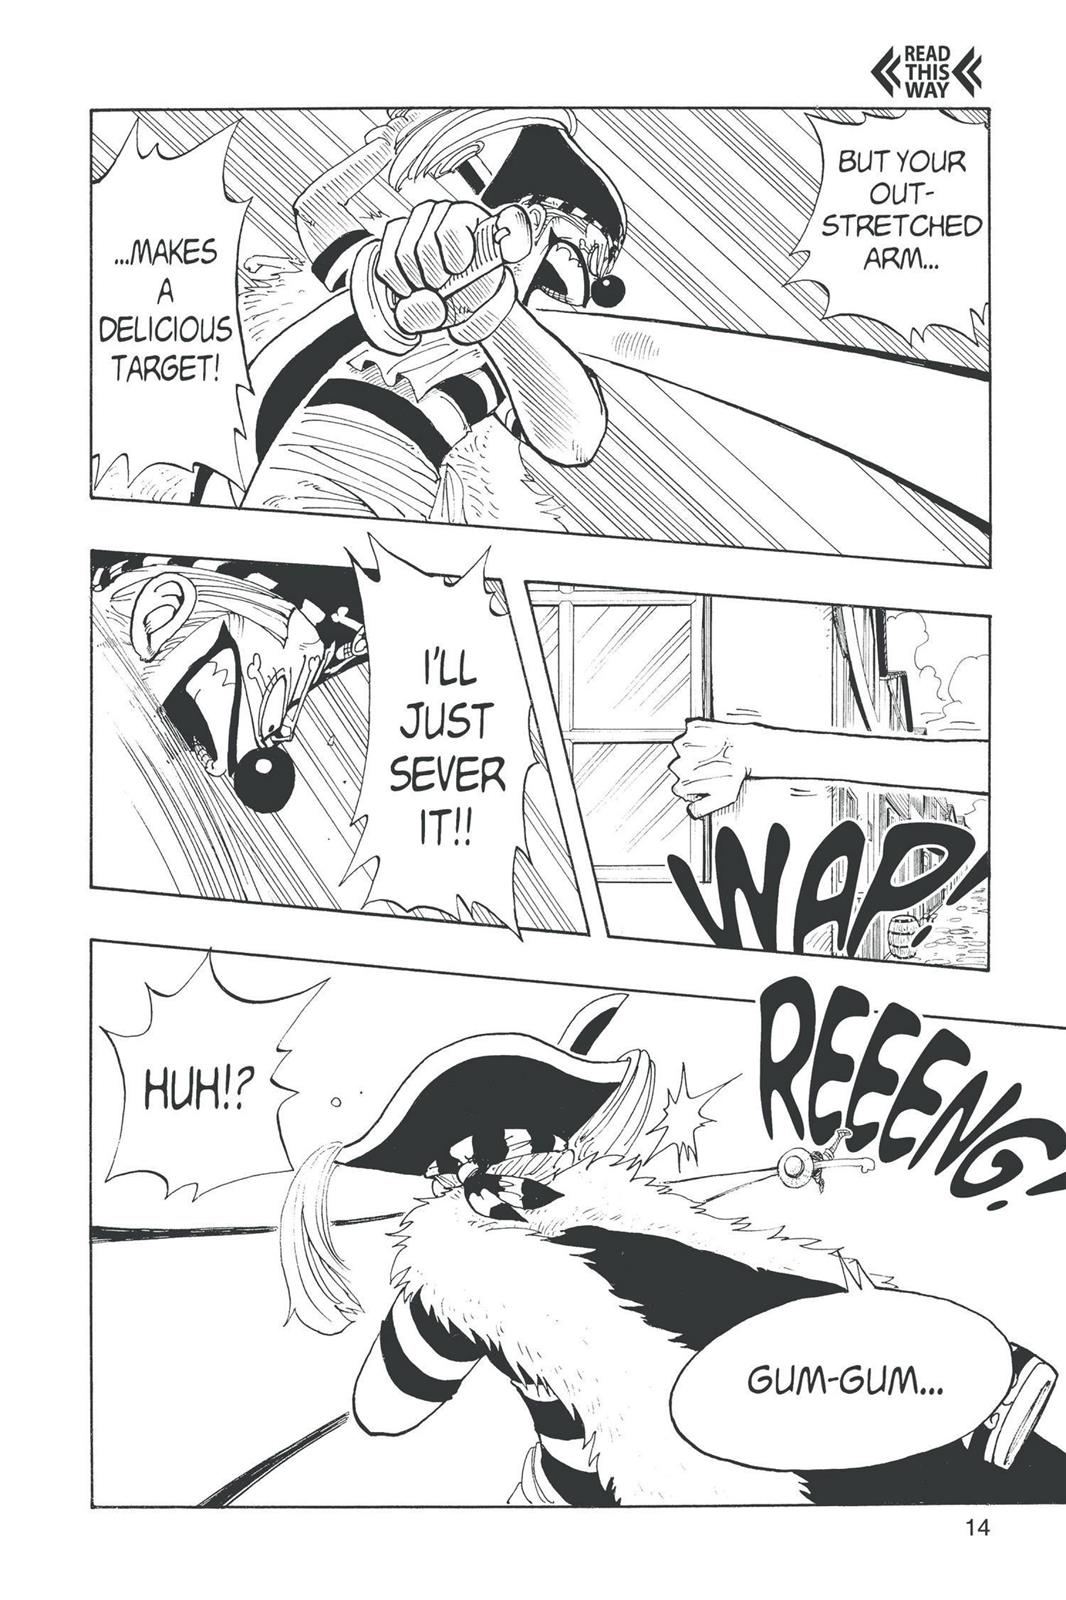 READ
THIS
WAY
BUT YOUR
OUT-
STRETCHED
ARM...
...MAKES
A
DELICIOUS
TARGET!
WAP!
I'LL
JUST
SEVER
IT!!
REEENG!
HUH!?
GUM-GUM...
14